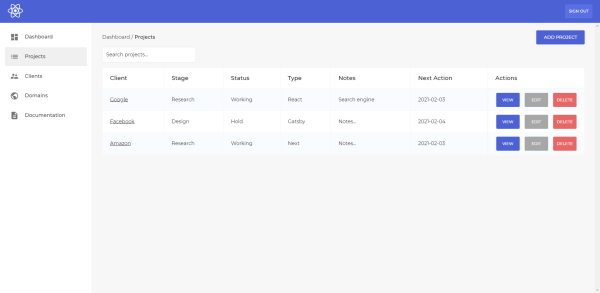 SIGN OUT
Dashboard
Projects
Clients
Domains
Documentation
Dashboard / Projects
ADD PROJECT
Search projects...
Client Stage Status Type Notes Next Action Actions
Google Research Working React Search engine 2021-02-03 VIEW EDIT DELETE
Facebook Design Hold Gatsby Notes... 2021-02-04 VIEW EDIT DELETE
Amazon Research Working Next Notes... 2021-02-03 VIEW EDIT DELETE